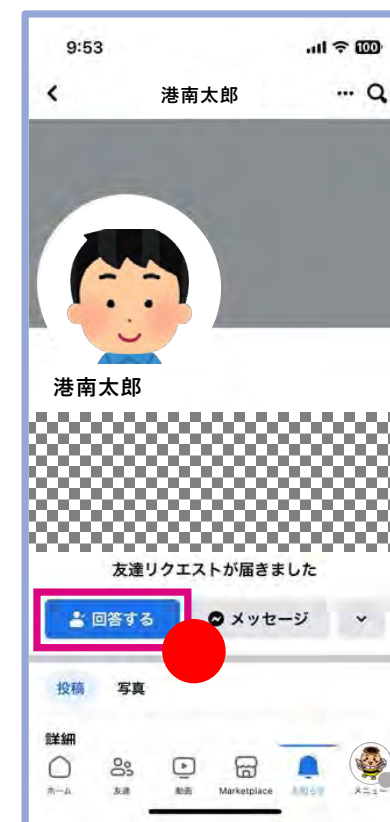 9:53
100
港南太郎
港南太郎
友達リクエストが届きました
回答する
メッセージ
投稿 写真
詳細
ホーム 友達 動画 Marketplace お知らせ メニュー